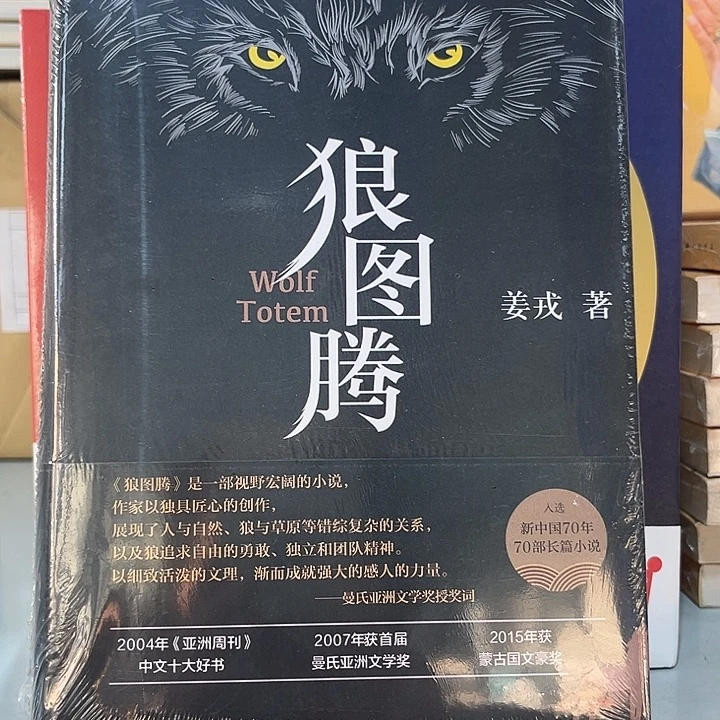 狼图腾
Wolf
Totem
姜戎 著
《狼图腾》是一部视野宏阔的小说，
作家以独具匠心的创作，
展现了人与自然、狼与草原等错综复杂的关系，
以及狼追求自由的勇敢、独立和团队精神。
以细致活泼的文理，渐而成就强大的感人的力量。
——曼氏亚洲文学奖授奖词
入选
新中国70年
70部长篇小说
2004年《亚洲周刊》
中文十大好书
2007年获首届
曼氏亚洲文学奖
2015年获
蒙古国文豪奖